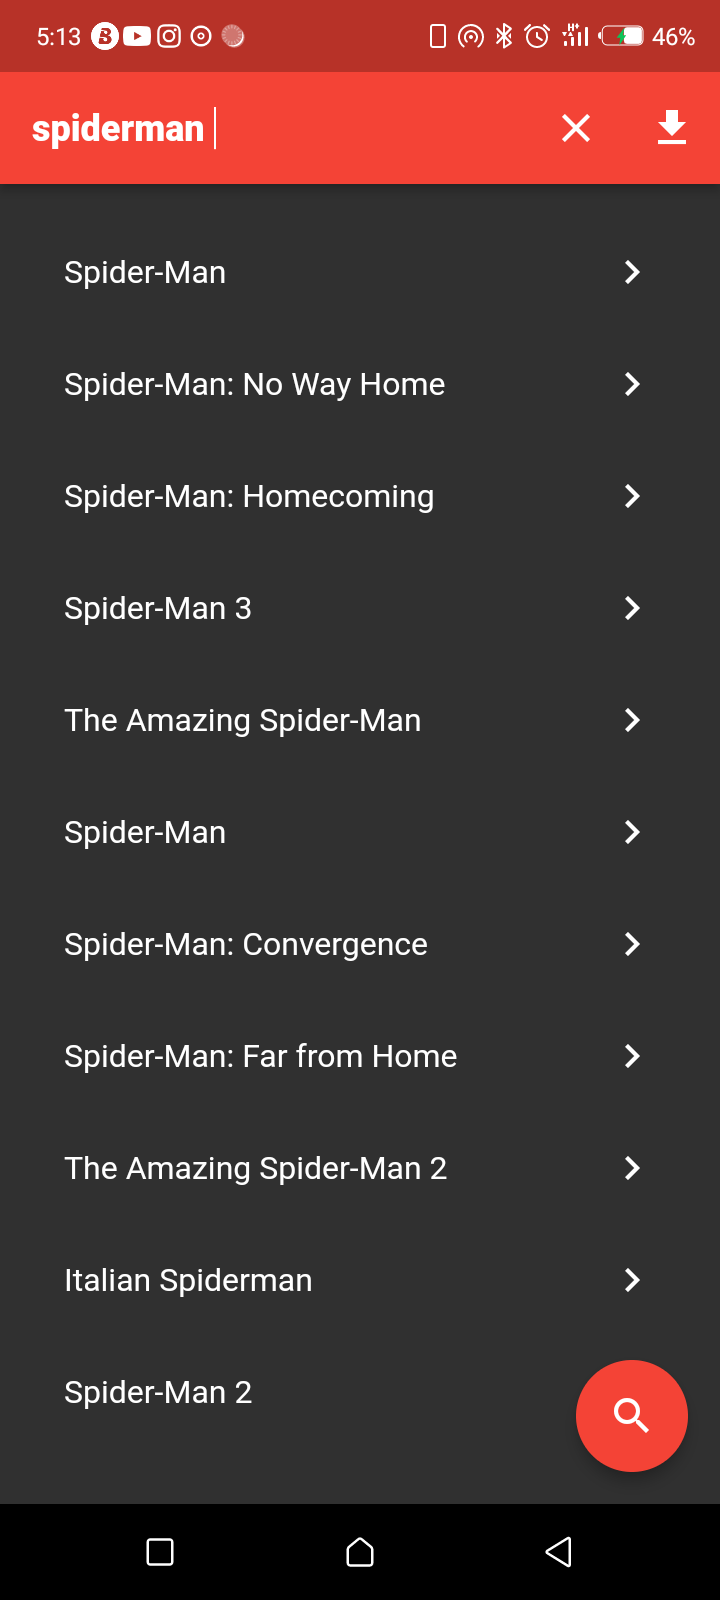 5:13
46%
spiderman
Spider-Man
Spider-Man: No Way Home
Spider-Man: Homecoming
Spider-Man 3
The Amazing Spider-Man
Spider-Man
Spider-Man: Convergence
Spider-Man: Far from Home
The Amazing Spider-Man 2
Italian Spiderman
Spider-Man 2